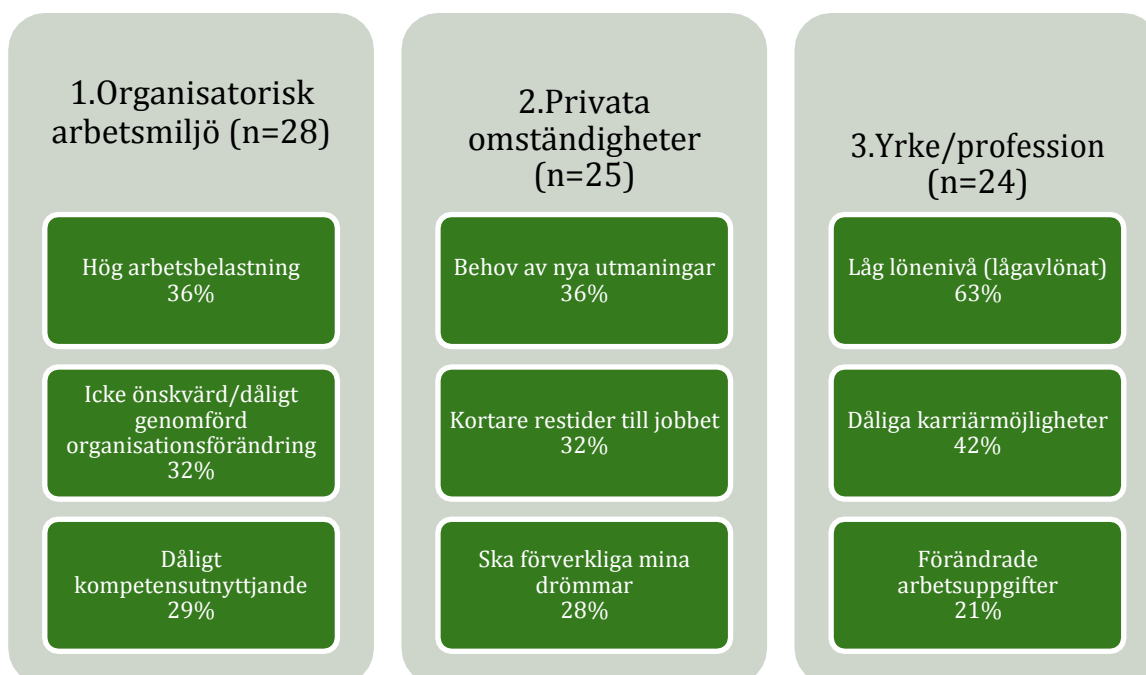 1.Organisatorisk
arbetsmiljö (n=28)
Hög arbetsbelastning
36%
Icke önskvärd/dåligt
genomförd
organisationsförändring
32%
Dåligt
kompetensutnyttjande
29%
2.Privata
omständigheter
(n=25)
Behov av nya utmaningar
36%
Kortare restider till jobbet
32%
Ska förverkliga mina
drömmar
28%
3.Yrke/profession
(n=24)
Låg lönenivå (lågavlönat)
63%
Dåliga karriärmöjligheter
42%
Förändrade
arbetsuppgifter
21%